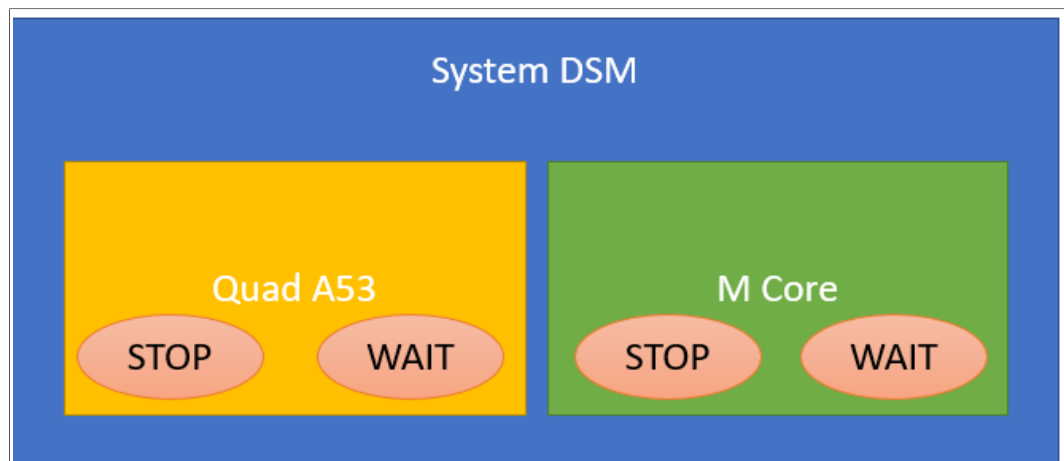 System DSM
Quad A53
M Core
STOP
WAIT
STOP
WAIT